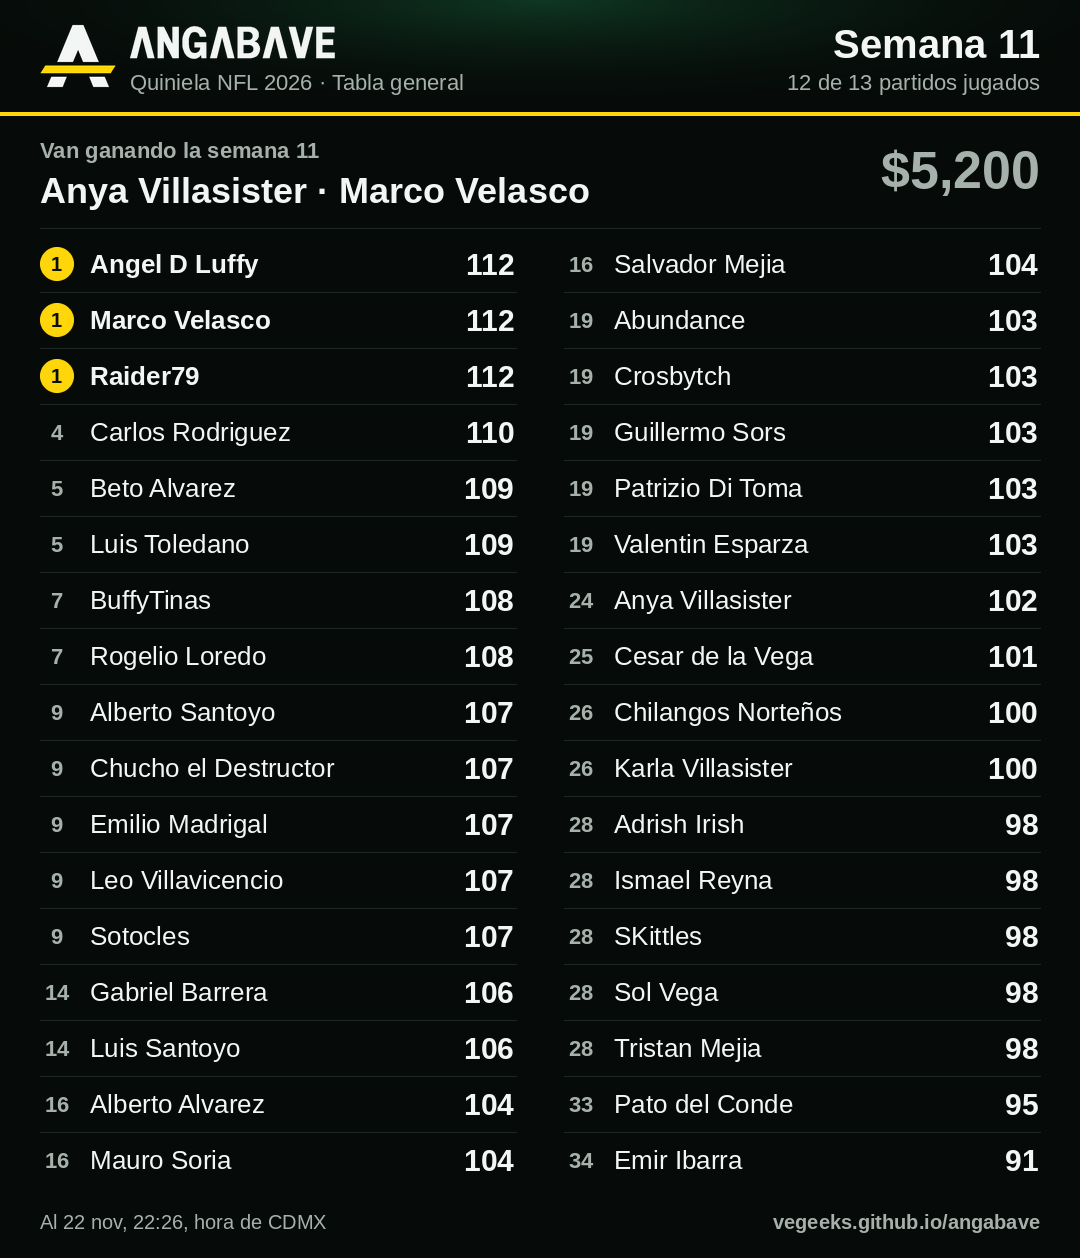 ANGABAVE
Quiniela NFL 2026 · Tabla general
Semana 11
12 de 13 partidos jugados
Van ganando la semana 11
Anya Villasister · Marco Velasco
$5,200
1 Angel D Luffy 112
1 Marco Velasco 112
1 Raider79 112
4 Carlos Rodriguez 110
5 Beto Alvarez 109
5 Luis Toledano 109
7 BuffyTinas 108
7 Rogelio Loredo 108
9 Alberto Santoyo 107
9 Chucho el Destructor 107
9 Emilio Madrigal 107
9 Leo Villavicencio 107
9 Sotocles 107
14 Gabriel Barrera 106
14 Luis Santoyo 106
16 Alberto Alvarez 104
16 Mauro Soria 104
16 Salvador Mejia 104
19 Abundance 103
19 Crosbytch 103
19 Guillermo Sors 103
19 Patrizio Di Toma 103
19 Valentin Esparza 103
24 Anya Villasister 102
25 Cesar de la Vega 101
26 Chilangos Norteños 100
26 Karla Villasister 100
28 Adrish Irish 98
28 Ismael Reyna 98
28 SKittles 98
28 Sol Vega 98
28 Tristan Mejia 98
33 Pato del Conde 95
34 Emir Ibarra 91
Al 22 nov, 22:26, hora de CDMX
vegeeks.github.io/angabave